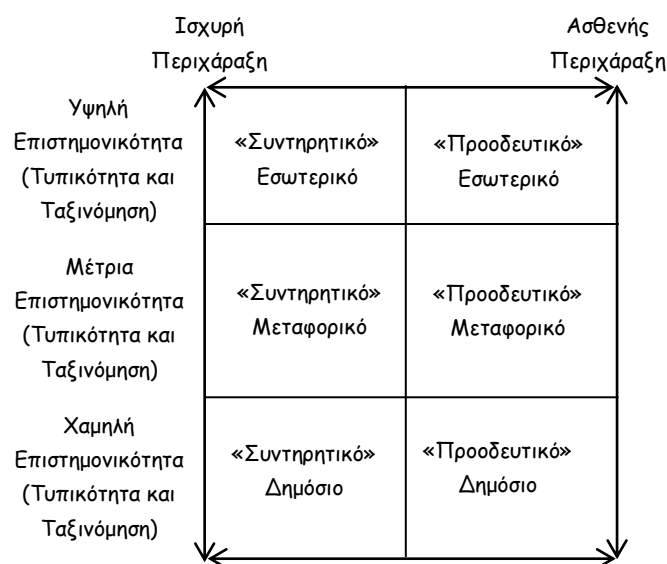 Ισχυρή
Περιχάραξη
Ασθενής
Περιχάραξη
Υψηλή
Επιστημονικότητα
(Τυπικότητα και
Ταξινόμηση)
«Συντηρητικό»
Εσωτερικό
«Προοδευτικό»
Εσωτερικό
Μέτρια
Επιστημονικότητα
(Τυπικότητα και
Ταξινόμηση)
«Συντηρητικό»
Μεταφορικό
«Προοδευτικό»
Μεταφορικό
Χαμηλή
Επιστημονικότητα
(Τυπικότητα και
Ταξινόμηση)
«Συντηρητικό»
Δημόσιο
«Προοδευτικό»
Δημόσιο